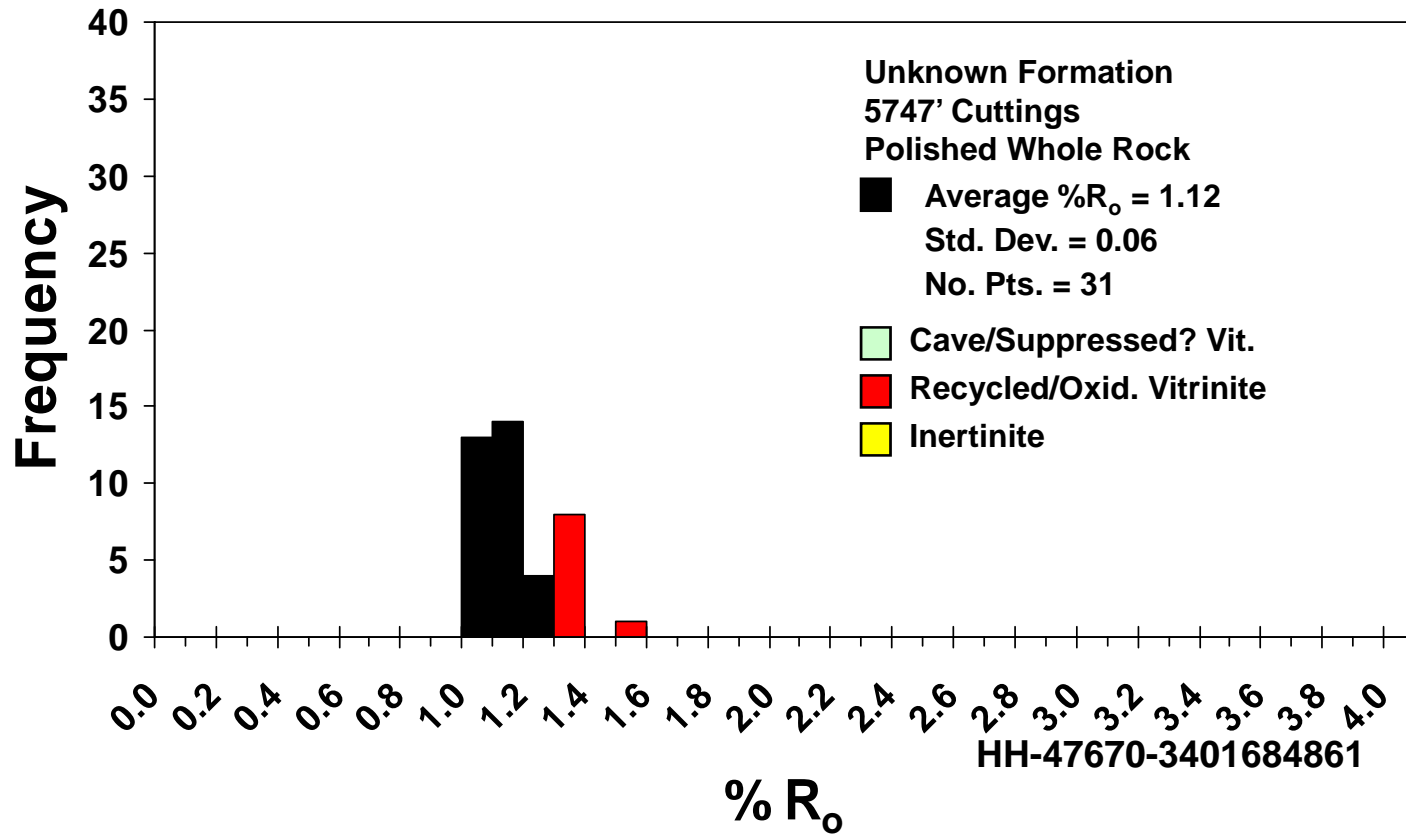 40
35
30
25
20
15
10
5
0
Frequency
Unknown Formation
5747’ Cuttings
Polished Whole Rock
Average %Ro = 1.12
Std. Dev. = 0.06
No. Pts. = 31
Cave/Suppressed? Vit.
Recycled/Oxid. Vitrinite
Inertinite
0.0 0.2 0.4 0.6 0.8 1.0 1.2 1.4 1.6 1.8 2.0 2.2 2.4 2.6 2.8 3.0 3.2 3.4 3.6 3.8 4.0
HH-47670-3401684861
% Ro